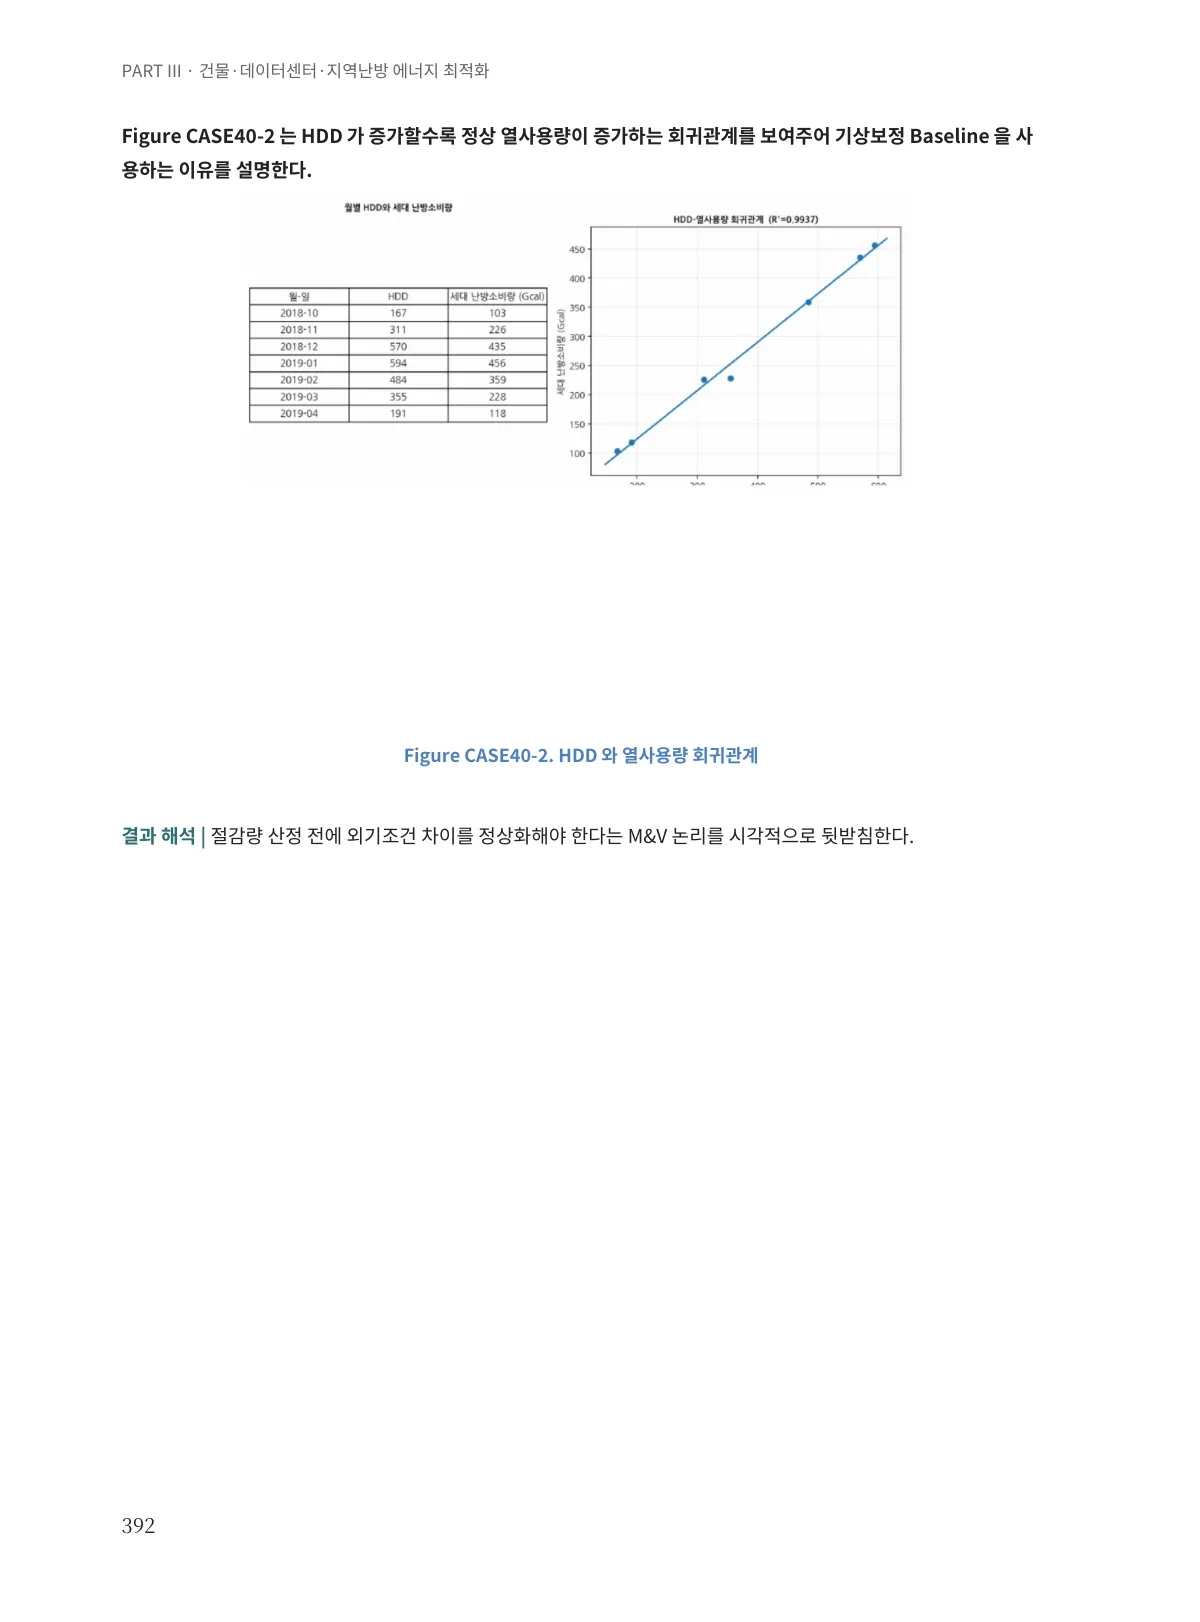 PART III · 건물·데이터센터·지역난방 에너지 최적화
Figure CASE40-2 는 HDD 가 증가할수록 정상 열사용량이 증가하는 회귀관계를 보여주어 기상보정 Baseline 을 사
용하는 이유를 설명한다.
월별 HDD와 세대 난방소비량
월-일 HDD 세대 난방소비량 (Gcal)
2018-10 167 103
2018-11 311 226
2018-12 570 435
2019-01 594 456
2019-02 484 359
2019-03 355 228
2019-04 191 118
HDD-열사용량 회귀관계 (R²=0.9937)
세대 난방소비량 (Gcal)
450
400
350
300
250
200
150
100
Figure CASE40-2. HDD 와 열사용량 회귀관계
결과 해석 | 절감량 산정 전에 외기조건 차이를 정상화해야 한다는 M&V 논리를 시각적으로 뒷받침한다.
392